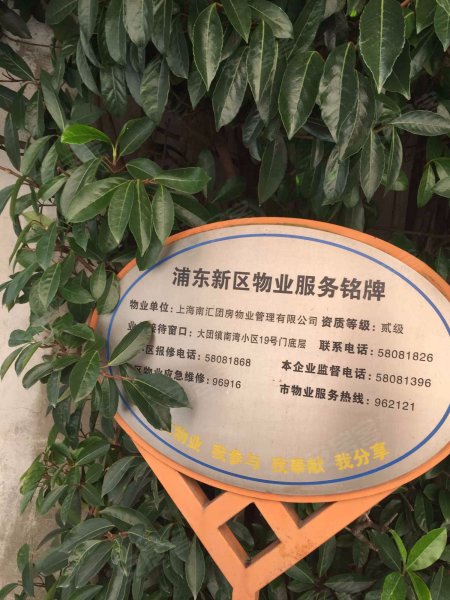 浦东新区物业服务铭牌
物业单位：上海南汇团房物业管理有限公司 资质等级：贰级
业 接待窗口：大团镇南湾小区19号门底层 联系电话：58081826
区报修电话：58081868 本企业监督电话：58081396
区物业应急维修：96916 市物业服务热线：962121
物业 我参与 我奉献 我分享